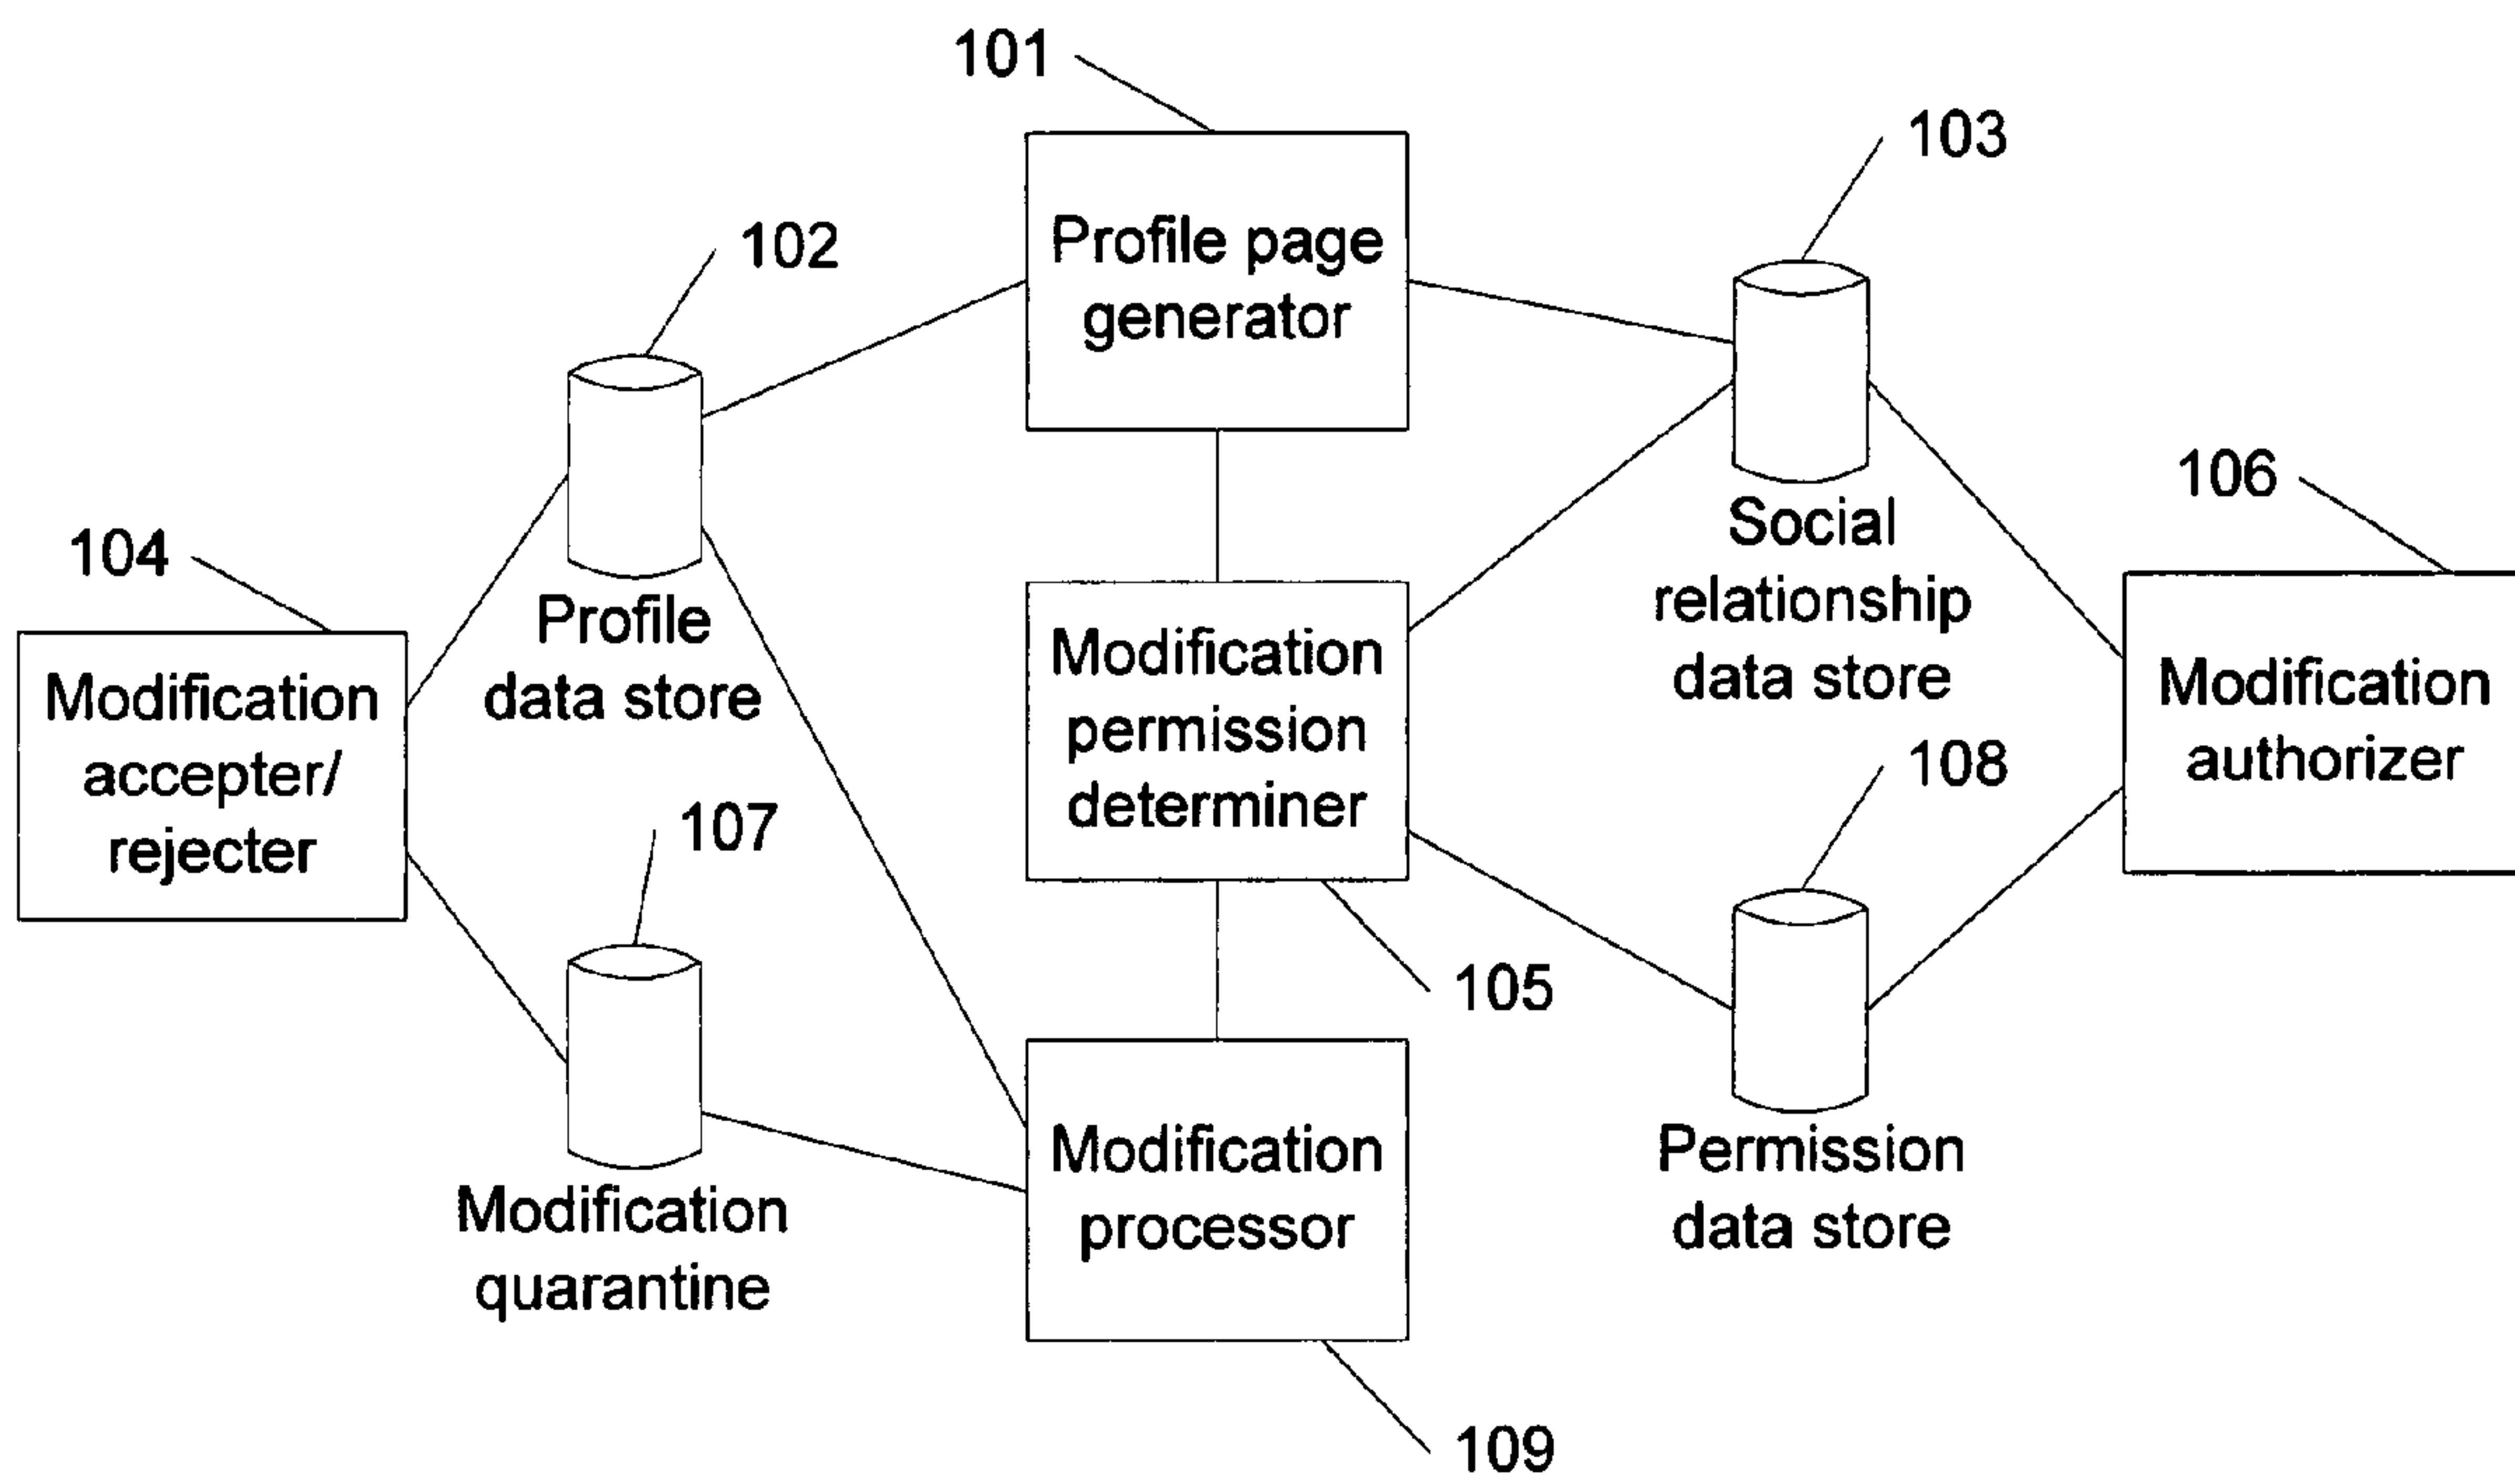 101
103
102
Profile page
generator
106
104
Social
relationship
data store
Profile
data store
Modification
permission
determiner
Modification
authorizer
Modification
accepter/
rejecter
108
107
105
Modification
processor
Permission
data store
Modification
quarantine
109